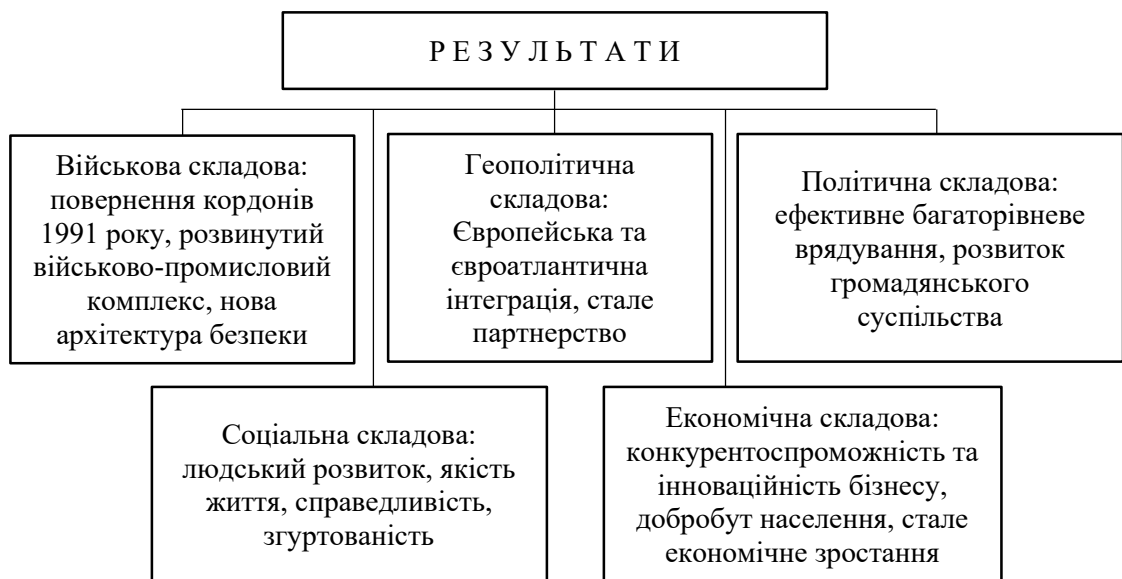 Р Е З У Л Ь Т А Т И
Військова складова:
повернення кордонів
1991 року, розвинутий
військово-промисловий
комплекс, нова
архітектура безпеки
Геополітична
складова:
Європейська та
євроатлантична
інтеграція, стале
партнерство
Політична складова:
ефективне багаторівневе
врядування, розвиток
громадянського
суспільства
Соціальна складова:
людський розвиток, якість
життя, справедливість,
згуртованість
Економічна складова:
конкурентоспроможність та
інноваційність бізнесу,
добробут населення, стале
економічне зростання